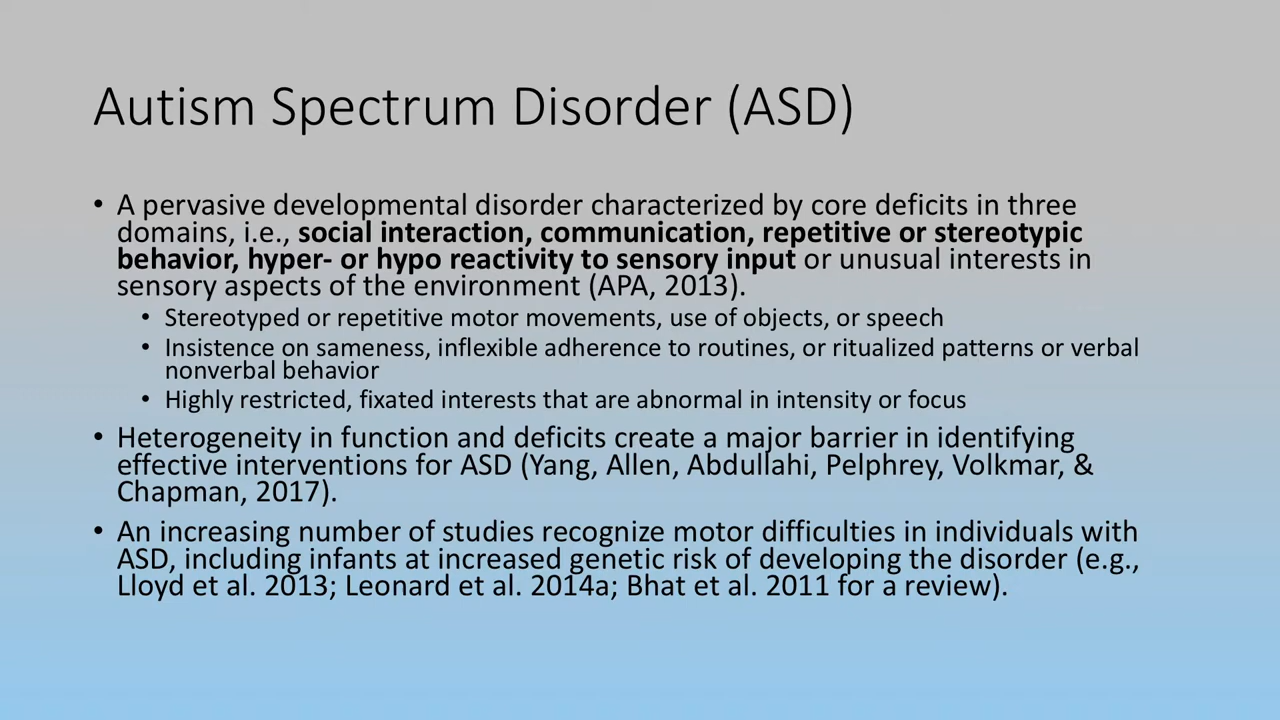 Autism Spectrum Disorder (ASD)
• A pervasive developmental disorder characterized by core deficits in three
domains, i.e., social interaction, communication, repetitive or stereotypic
behavior, hyper- or hypo reactivity to sensory input or unusual interests in
sensory aspects of the environment (APA, 2013).
• Stereotyped or repetitive motor movements, use of objects, or speech
• Insistence on sameness, inflexible adherence to routines, or ritualized patterns or verbal
nonverbal behavior
• Highly restricted, fixated interests that are abnormal in intensity or focus
• Heterogeneity in function and deficits create a major barrier in identifying
effective interventions for ASD (Yang, Allen, Abdullahi, Pelphrey, Volkmar, &
Chapman, 2017).
• An increasing number of studies recognize motor difficulties in individuals with
ASD, including infants at increased genetic risk of developing the disorder (e.g.,
Lloyd et al. 2013; Leonard et al. 2014a; Bhat et al. 2011 for a review).